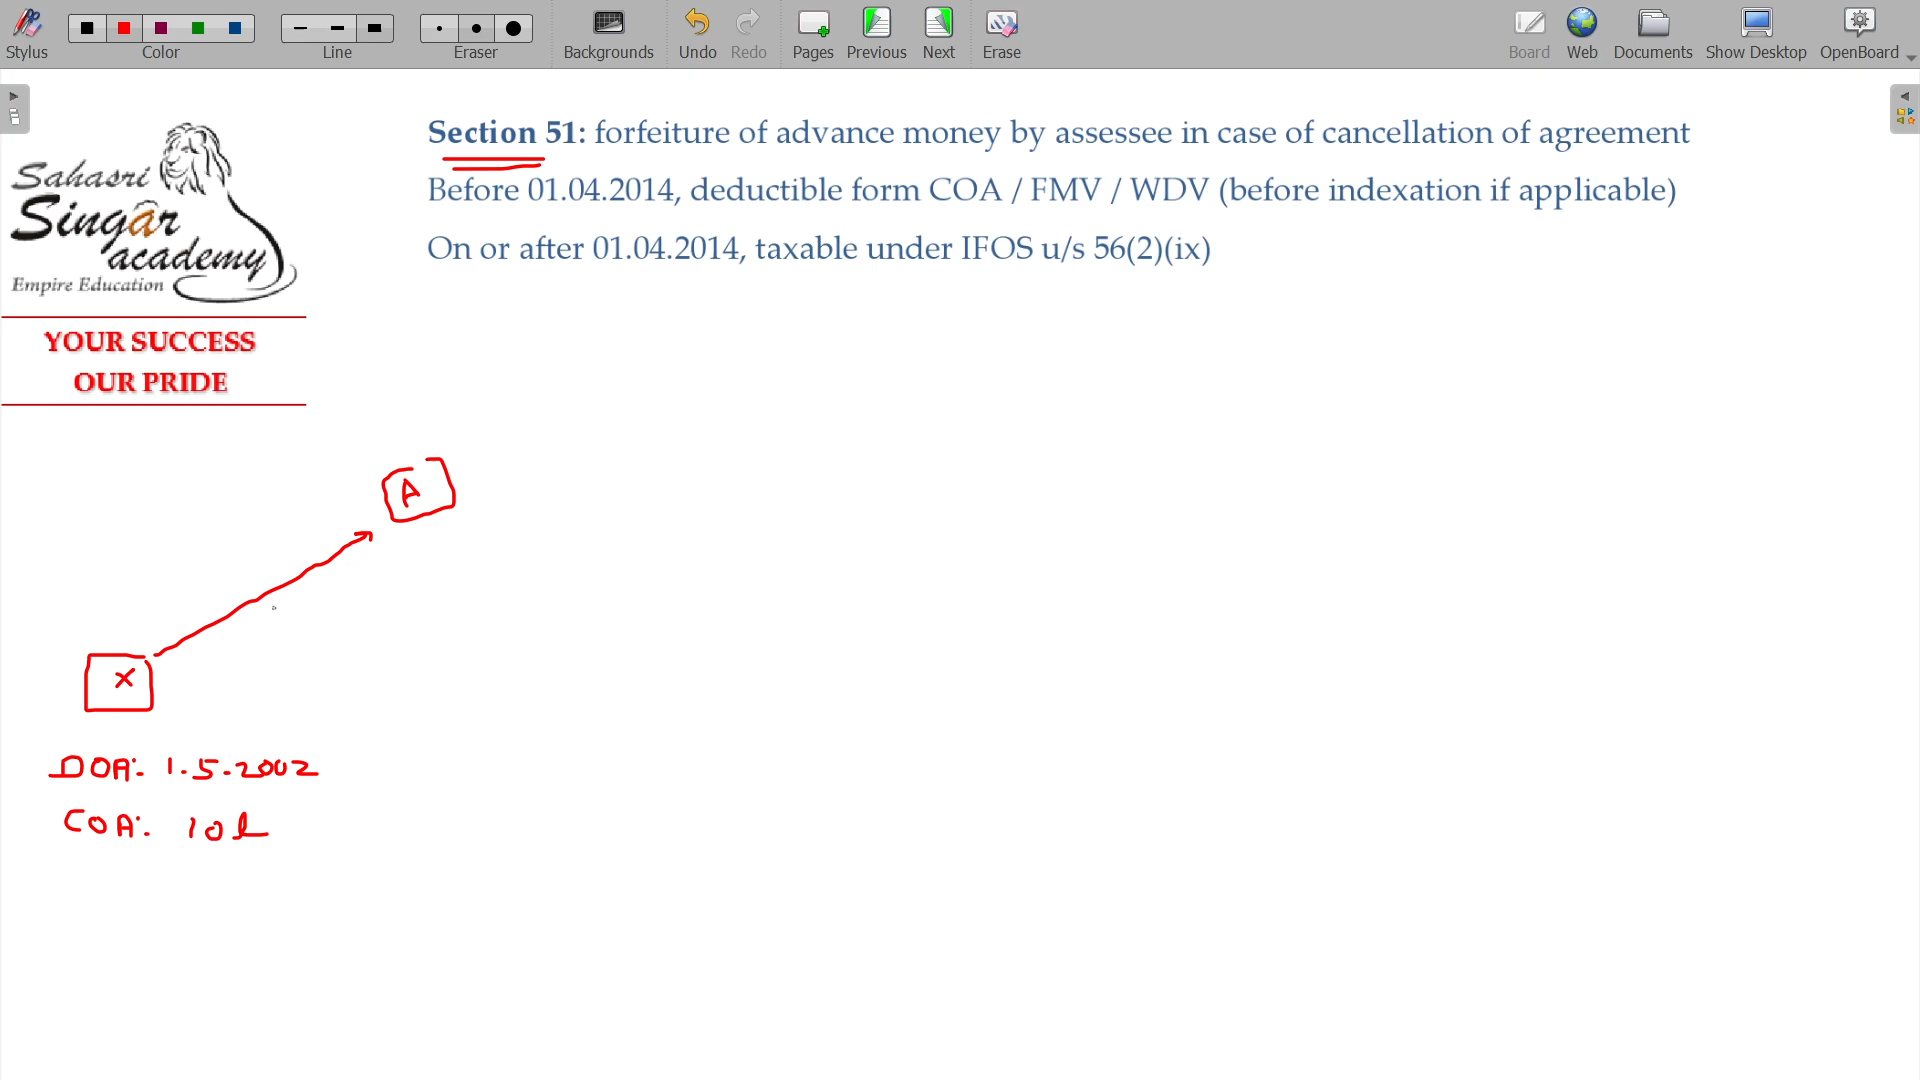 Stylus Color Line Eraser Backgrounds Undo Redo Pages Previous Next Erase Board Web Documents Show Desktop OpenBoard
Sahasri
Singār
academy
Empire Education
YOUR SUCCESS
OUR PRIDE
Section 51: forfeiture of advance money by assessee in case of cancellation of agreement
Before 01.04.2014, deductible form COA / FMV / WDV (before indexation if applicable)
On or after 01.04.2014, taxable under IFOS u/s 56(2)(ix)
A
X
DOA: 1.5.2002
COA: 10L